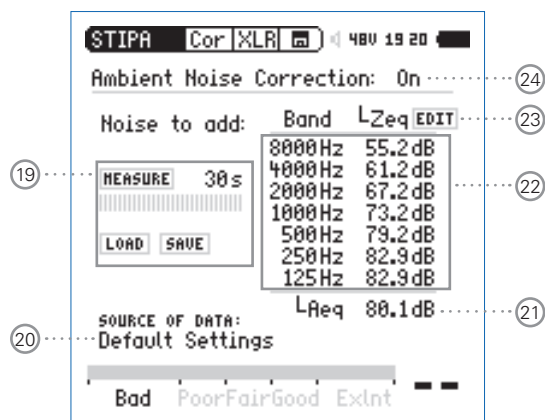 STIPA Cor XLR 48V 19 20
Ambient Noise Correction: On 24
Noise to add: Band LZeq EDIT 23
8000Hz 55.2dB
19 MEASURE 30s 4000Hz 61.2dB 22
2000Hz 67.2dB
1000Hz 73.2dB
LOAD SAVE 500Hz 79.2dB
250Hz 82.9dB
125Hz 82.9dB
LAeq 80.1dB 21
SOURCE OF DATA:
20 Default Settings
Bad Poor Fair Good Exlnt --